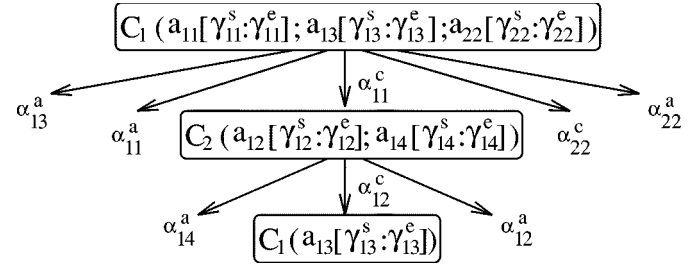 C₁ ( a₁₁[γ₁₁ˢ:γ₁₁ᵉ]; a₁₃[γ₁₃ˢ:γ₁₃ᵉ];a₂₂[γ₂₂ˢ:γ₂₂ᵉ])
α₁₃ᵃ α₁₁ᵃ α₁₁ᶜ α₂₂ᶜ α₂₂ᵃ
C₂ ( a₁₂[γ₁₂ˢ:γ₁₂ᵉ]; a₁₄[γ₁₄ˢ:γ₁₄ᵉ])
α₁₄ᵃ α₁₂ᶜ α₁₂ᵃ
C₁( a₁₃[γ₁₃ˢ:γ₁₃ᵉ])